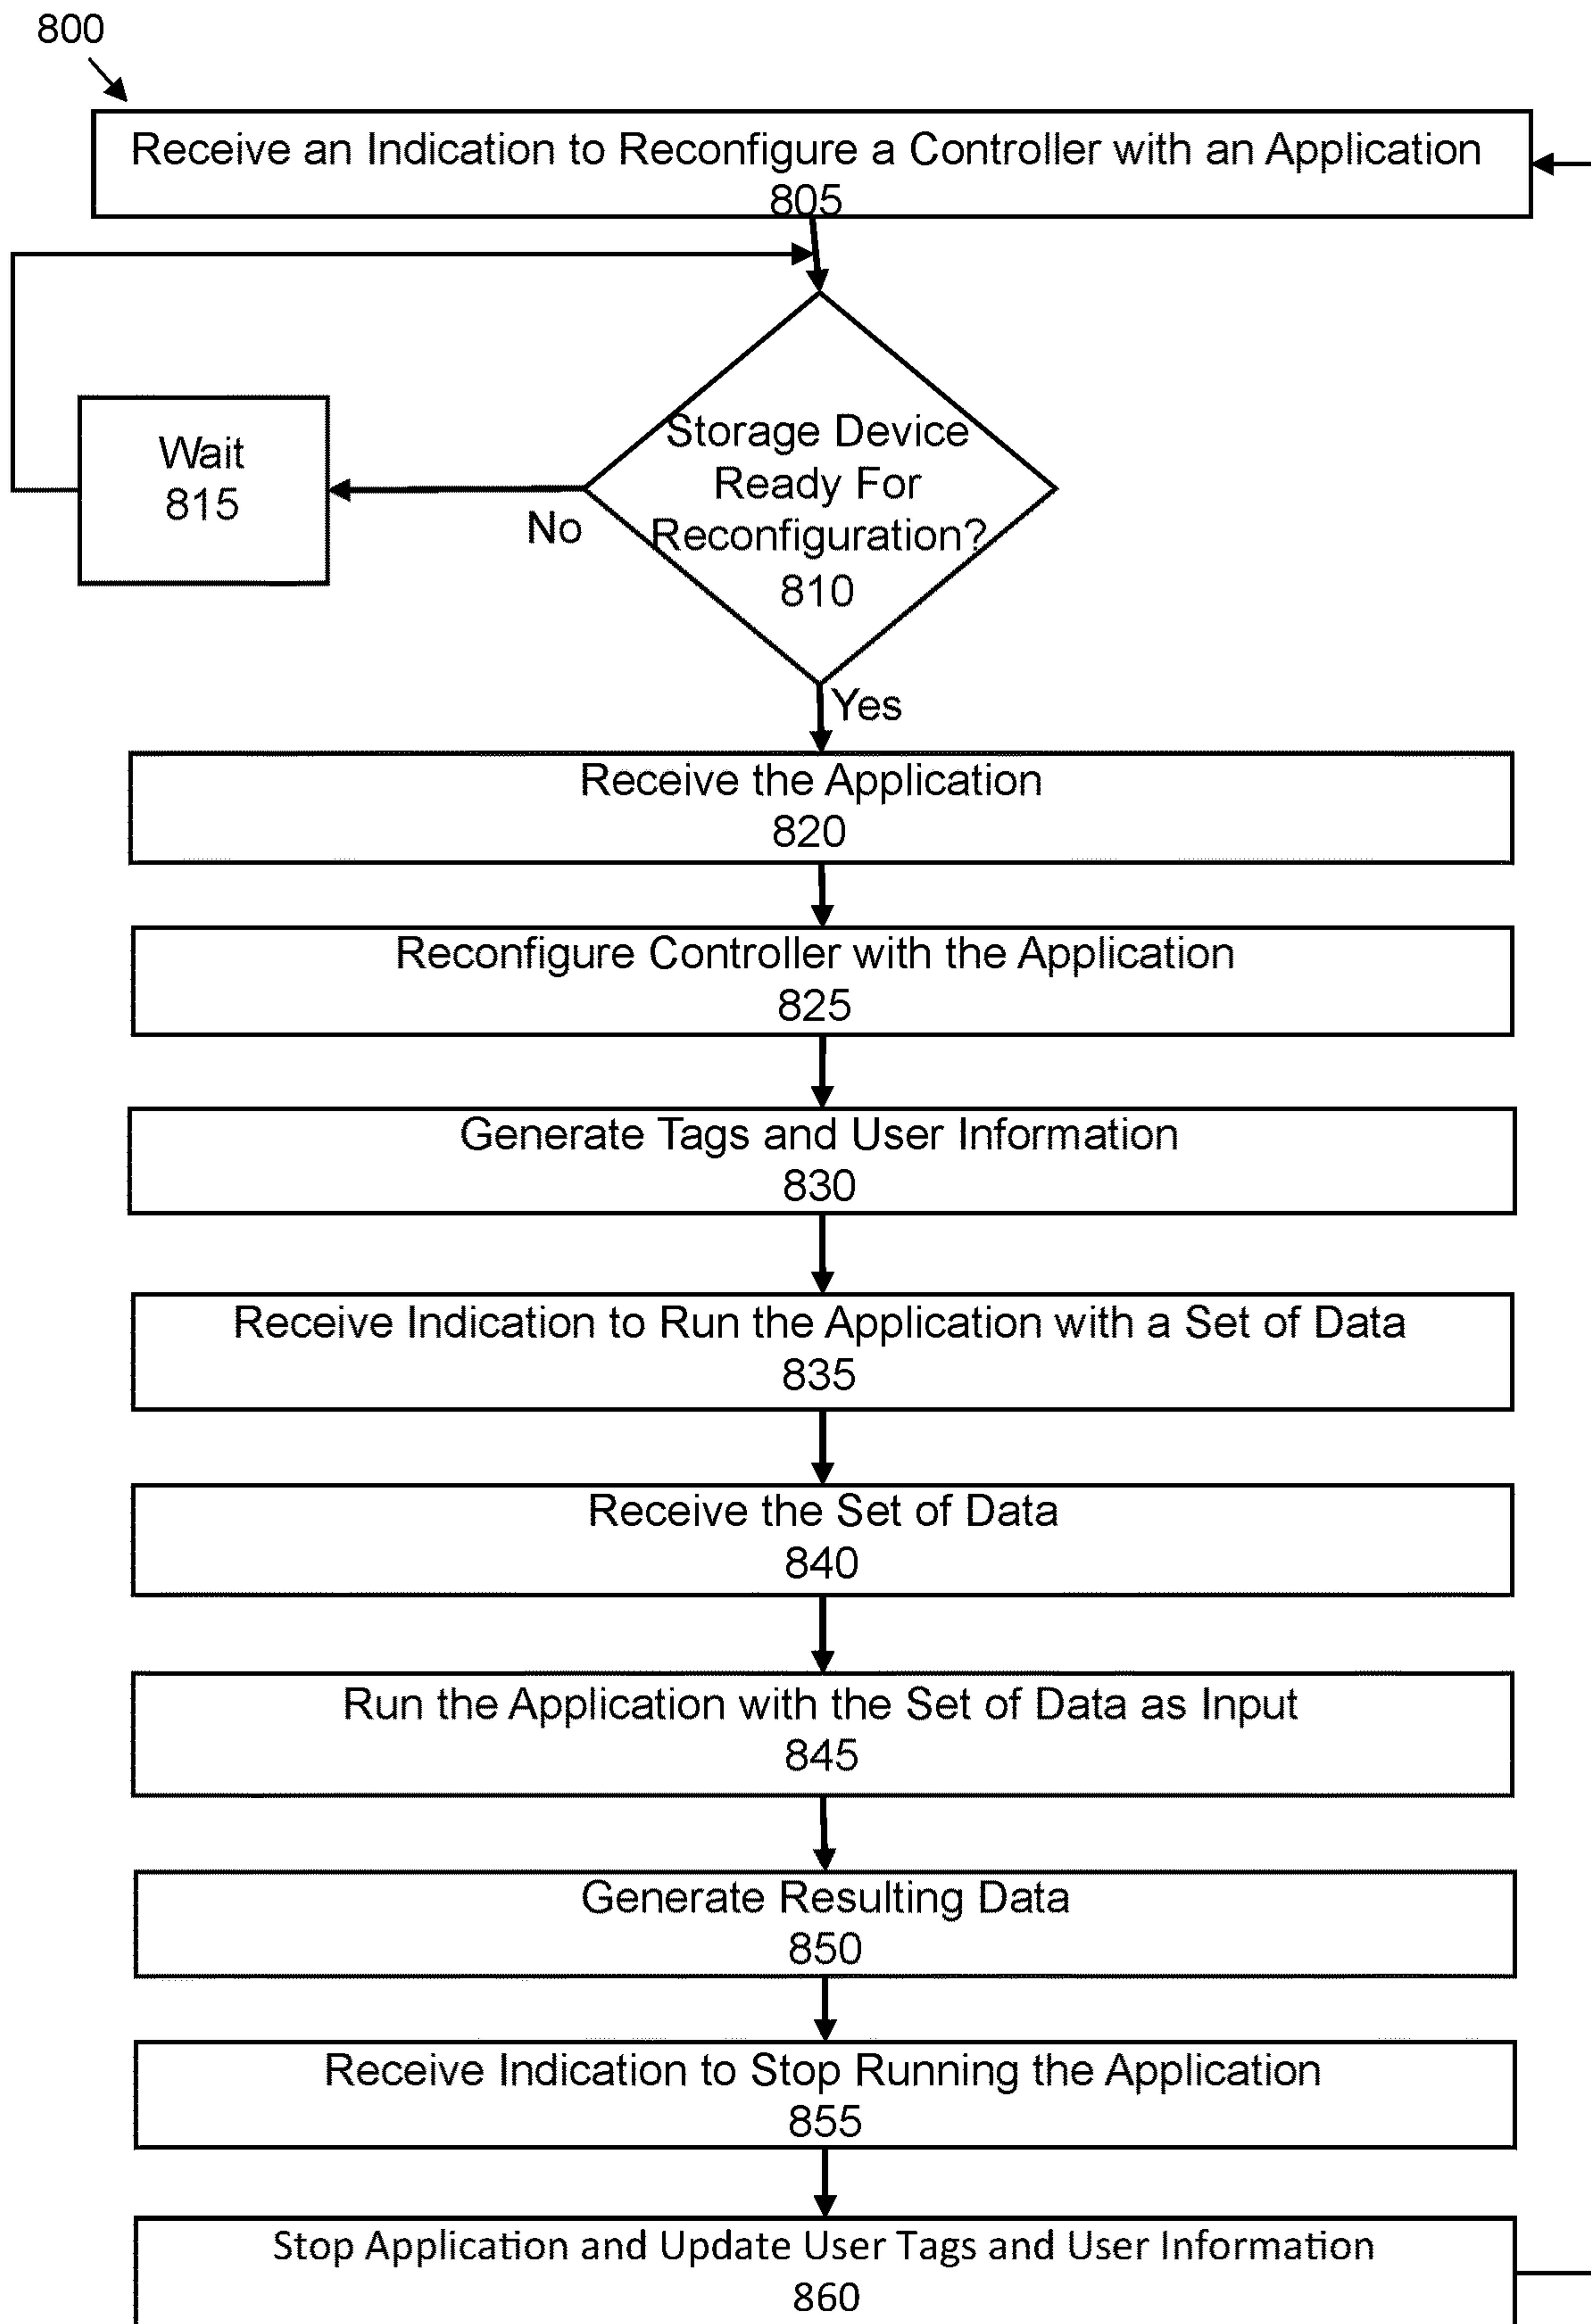 800
Receive an Indication to Reconfigure a Controller with an Application
805
Storage Device
Ready For
Reconfiguration?
810
Wait
815
No
Yes
Receive the Application
820
Reconfigure Controller with the Application
825
Generate Tags and User Information
830
Receive Indication to Run the Application with a Set of Data
835
Receive the Set of Data
840
Run the Application with the Set of Data as Input
845
Generate Resulting Data
850
Receive Indication to Stop Running the Application
855
Stop Application and Update User Tags and User Information
860